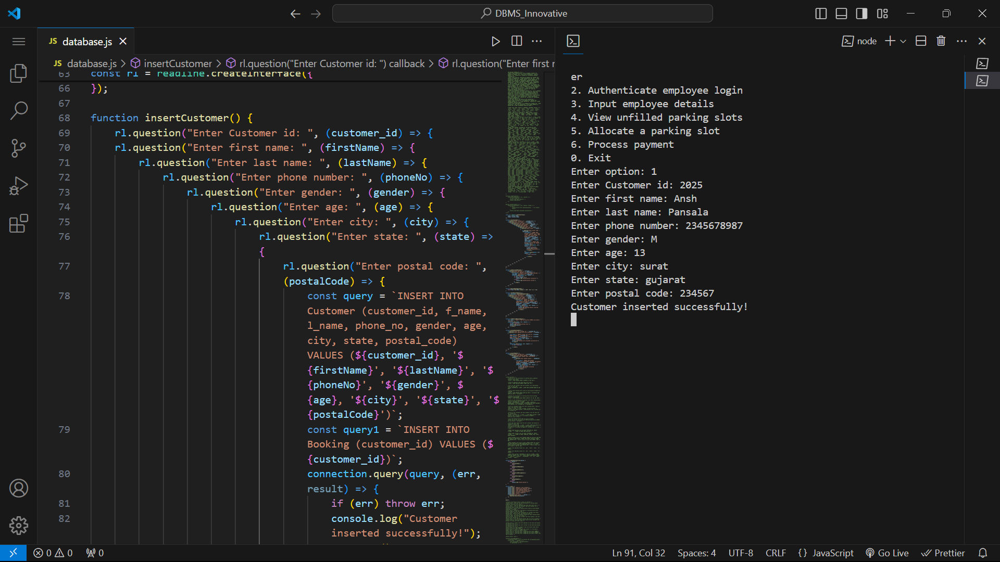 DBMS_Innovative
JS database.js
JS database.js > insertCustomer > rl.question("Enter Customer id: ") callback > rl.question("Enter first r
63 const rl = readline.createInterface({
66 });
67
68 function insertCustomer() {
69 rl.question("Enter Customer id: ", (customer_id) => {
70 rl.question("Enter first name: ", (firstName) => {
71 rl.question("Enter last name: ", (lastName) => {
72 rl.question("Enter phone number: ", (phoneNo) => {
73 rl.question("Enter gender: ", (gender) => {
74 rl.question("Enter age: ", (age) => {
75 rl.question("Enter city: ", (city) => {
76 rl.question("Enter state: ", (state) =>
{
77 rl.question("Enter postal code: ",
(postalCode) => {
78 const query = `INSERT INTO
Customer (customer_id, f_name,
l_name, phone_no, gender, age,
city, state, postal_code)
VALUES (${customer_id}, '$
{firstName}', '${lastName}', '$
{phoneNo}', '${gender}', $
{age}, '${city}', '${state}', '$
{postalCode}')`;
79 const query1 = `INSERT INTO
Booking (customer_id) VALUES ($
{customer_id})`;
80 connection.query(query, (err,
result) => {
81 if (err) throw err;
82 console.log("Customer
inserted successfully!");
node
er
2. Authenticate employee login
3. Input employee details
4. View unfilled parking slots
5. Allocate a parking slot
6. Process payment
0. Exit
Enter option: 1
Enter Customer id: 2025
Enter first name: Ansh
Enter last name: Pansala
Enter phone number: 2345678987
Enter gender: M
Enter age: 13
Enter city: surat
Enter state: gujarat
Enter postal code: 234567
Customer inserted successfully!
0 0 0 Ln 91, Col 32 Spaces: 4 UTF-8 CRLF {} JavaScript Go Live Prettier